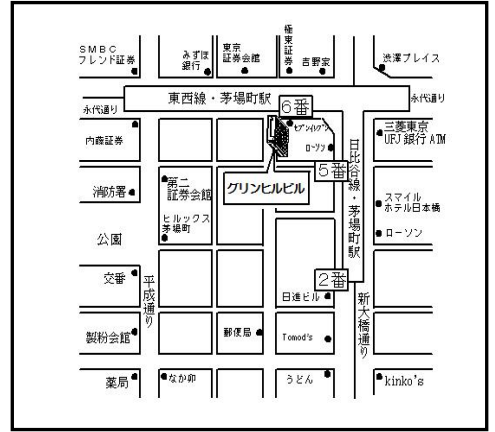 SMBC
フレンド証券
みずほ
銀行
東京
証券会館
極東証券
吉野家
渋澤プレイス
永代通り
東西線・茅場町駅
6番
永代通り
内藤証券
セブンイレブン
ローソン
三菱東京
UFJ 銀行 ATM
5番
日比谷線・茅場町駅
グリンヒルビル
消防署
第二
証券会館
スマイル
ホテル日本橋
ヒルックス
茅場町
ローソン
公園
交番
平成通り
2番
日進ビル
新大橋通り
製粉会館
郵便局
Tomod's
薬局
なか卯
うどん
kinko's